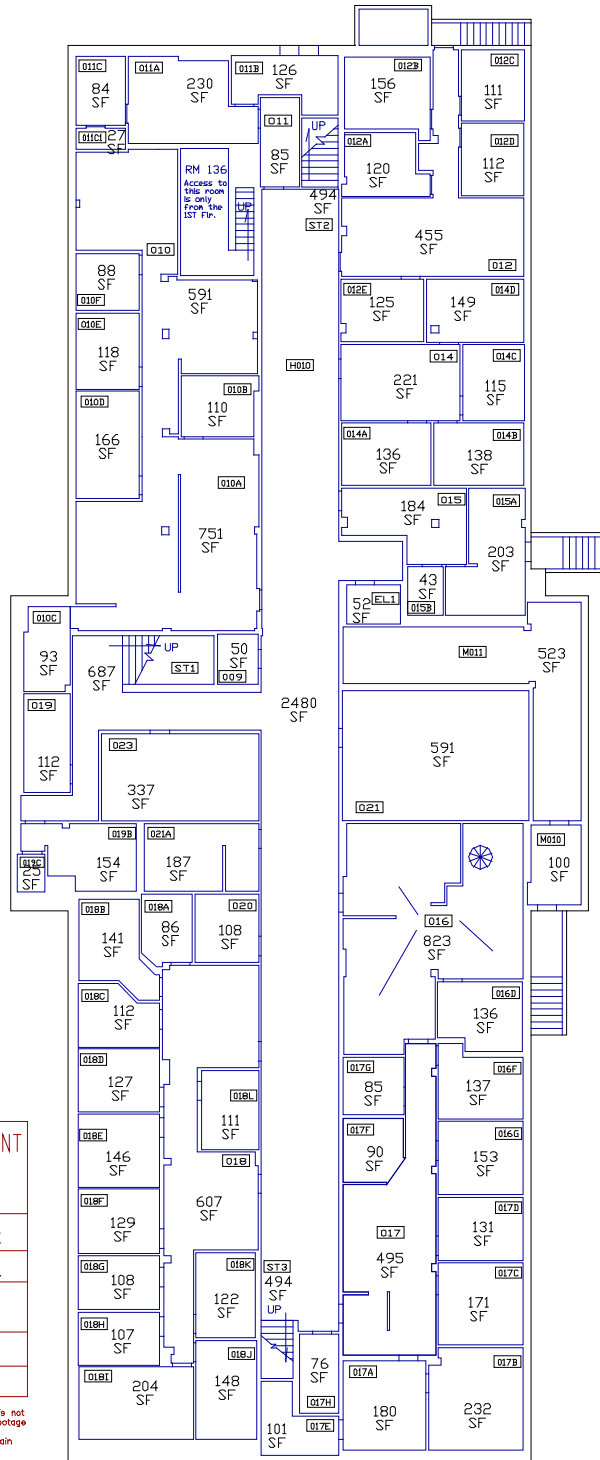 011C
84
SF
011A
230
SF
011B
126
SF
012B
156
SF
012C
111
SF
011C1
27
SF
011
85
SF
UP
012A
120
SF
012D
112
SF
RM 136
Access to
this room
is only
from the
1ST Flr.
UP
494
SF
ST2
455
SF
012
010
88
SF
010F
591
SF
012E
125
SF
014D
149
SF
010E
118
SF
H010
014
221
SF
014C
115
SF
010D
166
SF
010B
110
SF
014A
136
SF
014B
138
SF
010A
751
SF
015
184
SF
015A
203
SF
43
SF
015B
52
SF
EL1
010C
93
SF
687
SF
UP
ST1
50
SF
009
M011
523
SF
019
112
SF
2480
SF
023
337
SF
591
SF
021
019B
154
SF
021A
187
SF
019C
25
SF
M010
100
SF
018B
141
SF
018A
86
SF
020
108
SF
016
823
SF
018C
112
SF
016D
136
SF
018D
127
SF
018L
111
SF
017G
85
SF
016F
137
SF
NT
018E
146
SF
017F
90
SF
016G
153
SF
018F
129
SF
018
607
SF
017
495
SF
017D
131
SF
018G
108
SF
018K
122
SF
ST3
494
SF
UP
017C
171
SF
018H
107
SF
018I
204
SF
018J
148
SF
76
SF
017H
017A
180
SF
017B
232
SF
101
SF
017E
's not
ootage
ain